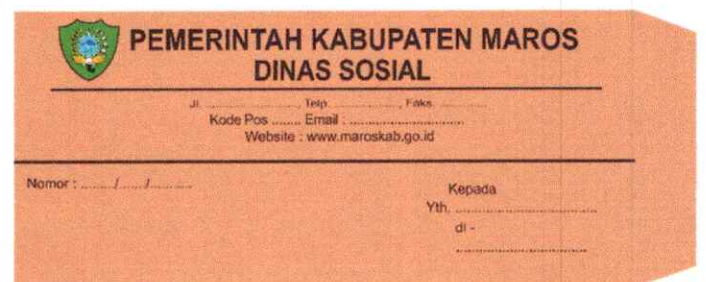 PEMERINTAH KABUPATEN MAROS
DINAS SOSIAL
Jl. ........................, Telp. .................., Faks. .............
Kode Pos ........ Email : ..............................
Website : www.maroskab.go.id
Nomor : ........./......./...........
Kepada
Yth, ....................................
di -
....................................